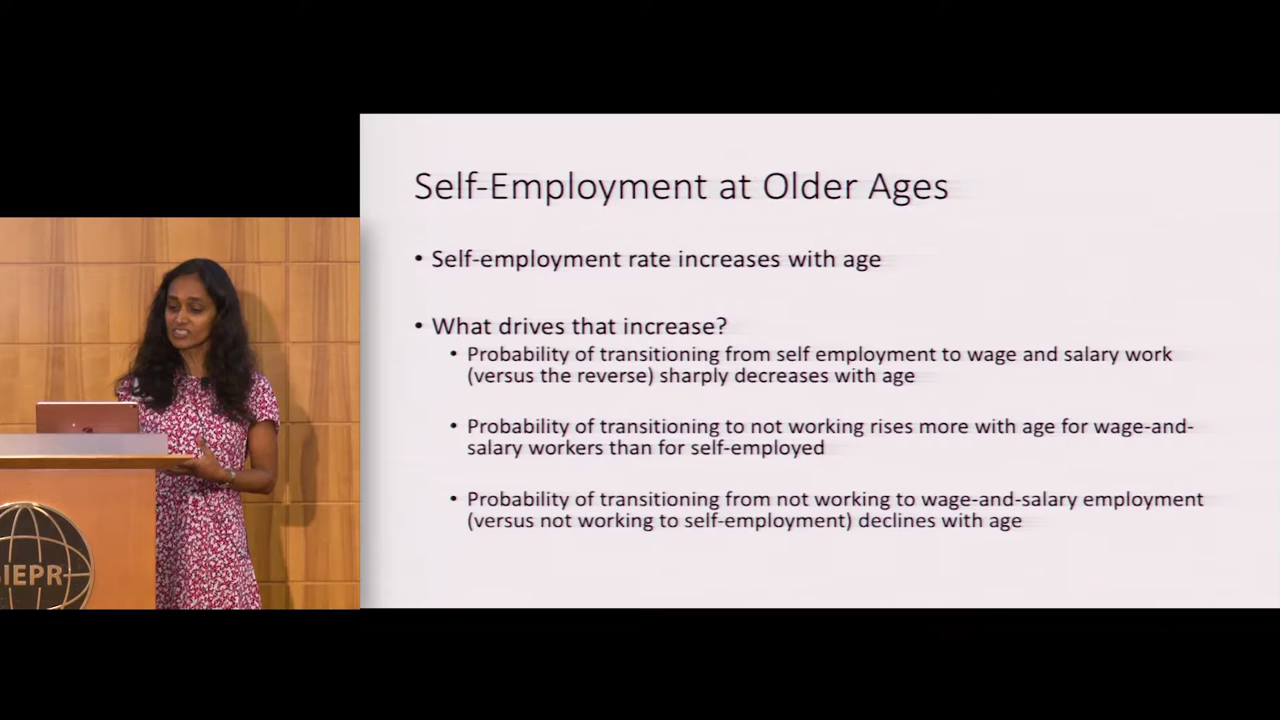 Self-Employment at Older Ages
• Self-employment rate increases with age
• What drives that increase?
• Probability of transitioning from self employment to wage and salary work
(versus the reverse) sharply decreases with age
• Probability of transitioning to not working rises more with age for wage-and-
salary workers than for self-employed
• Probability of transitioning from not working to wage-and-salary employment
(versus not working to self-employment) declines with age
SIEPR